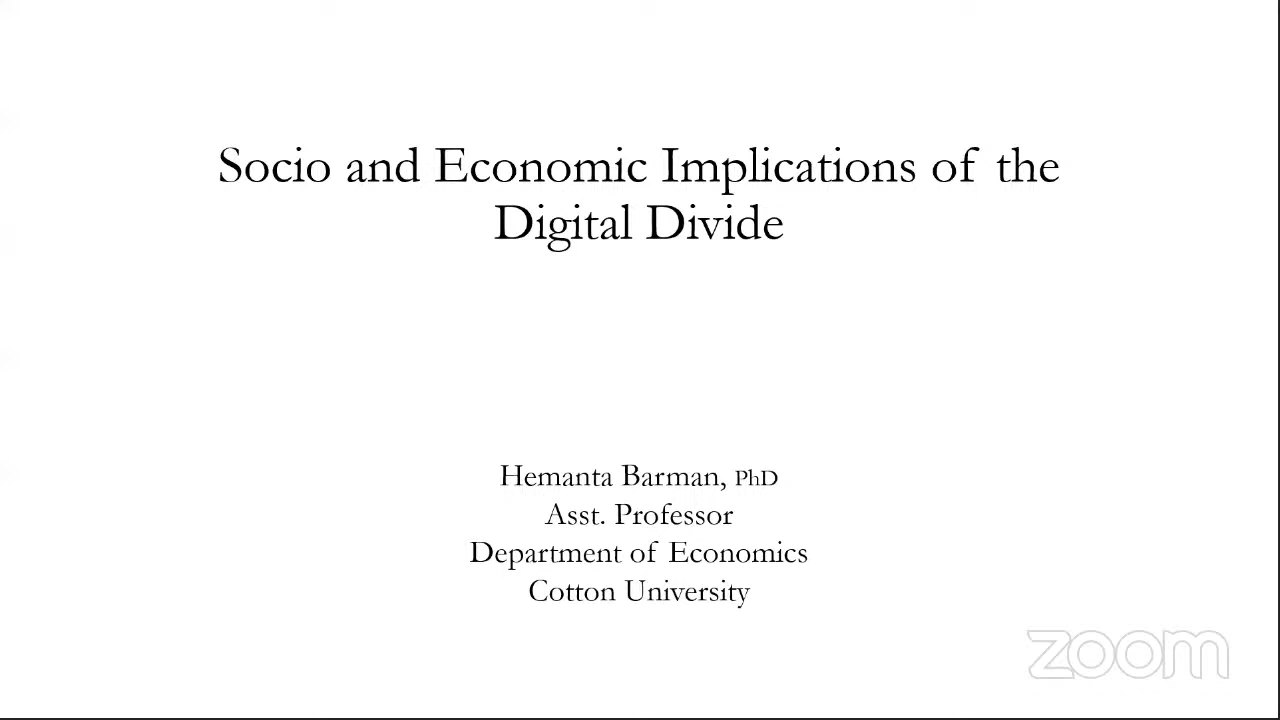 Socio and Economic Implications of the
Digital Divide
Hemanta Barman, PhD
Asst. Professor
Department of Economics
Cotton University
zoom